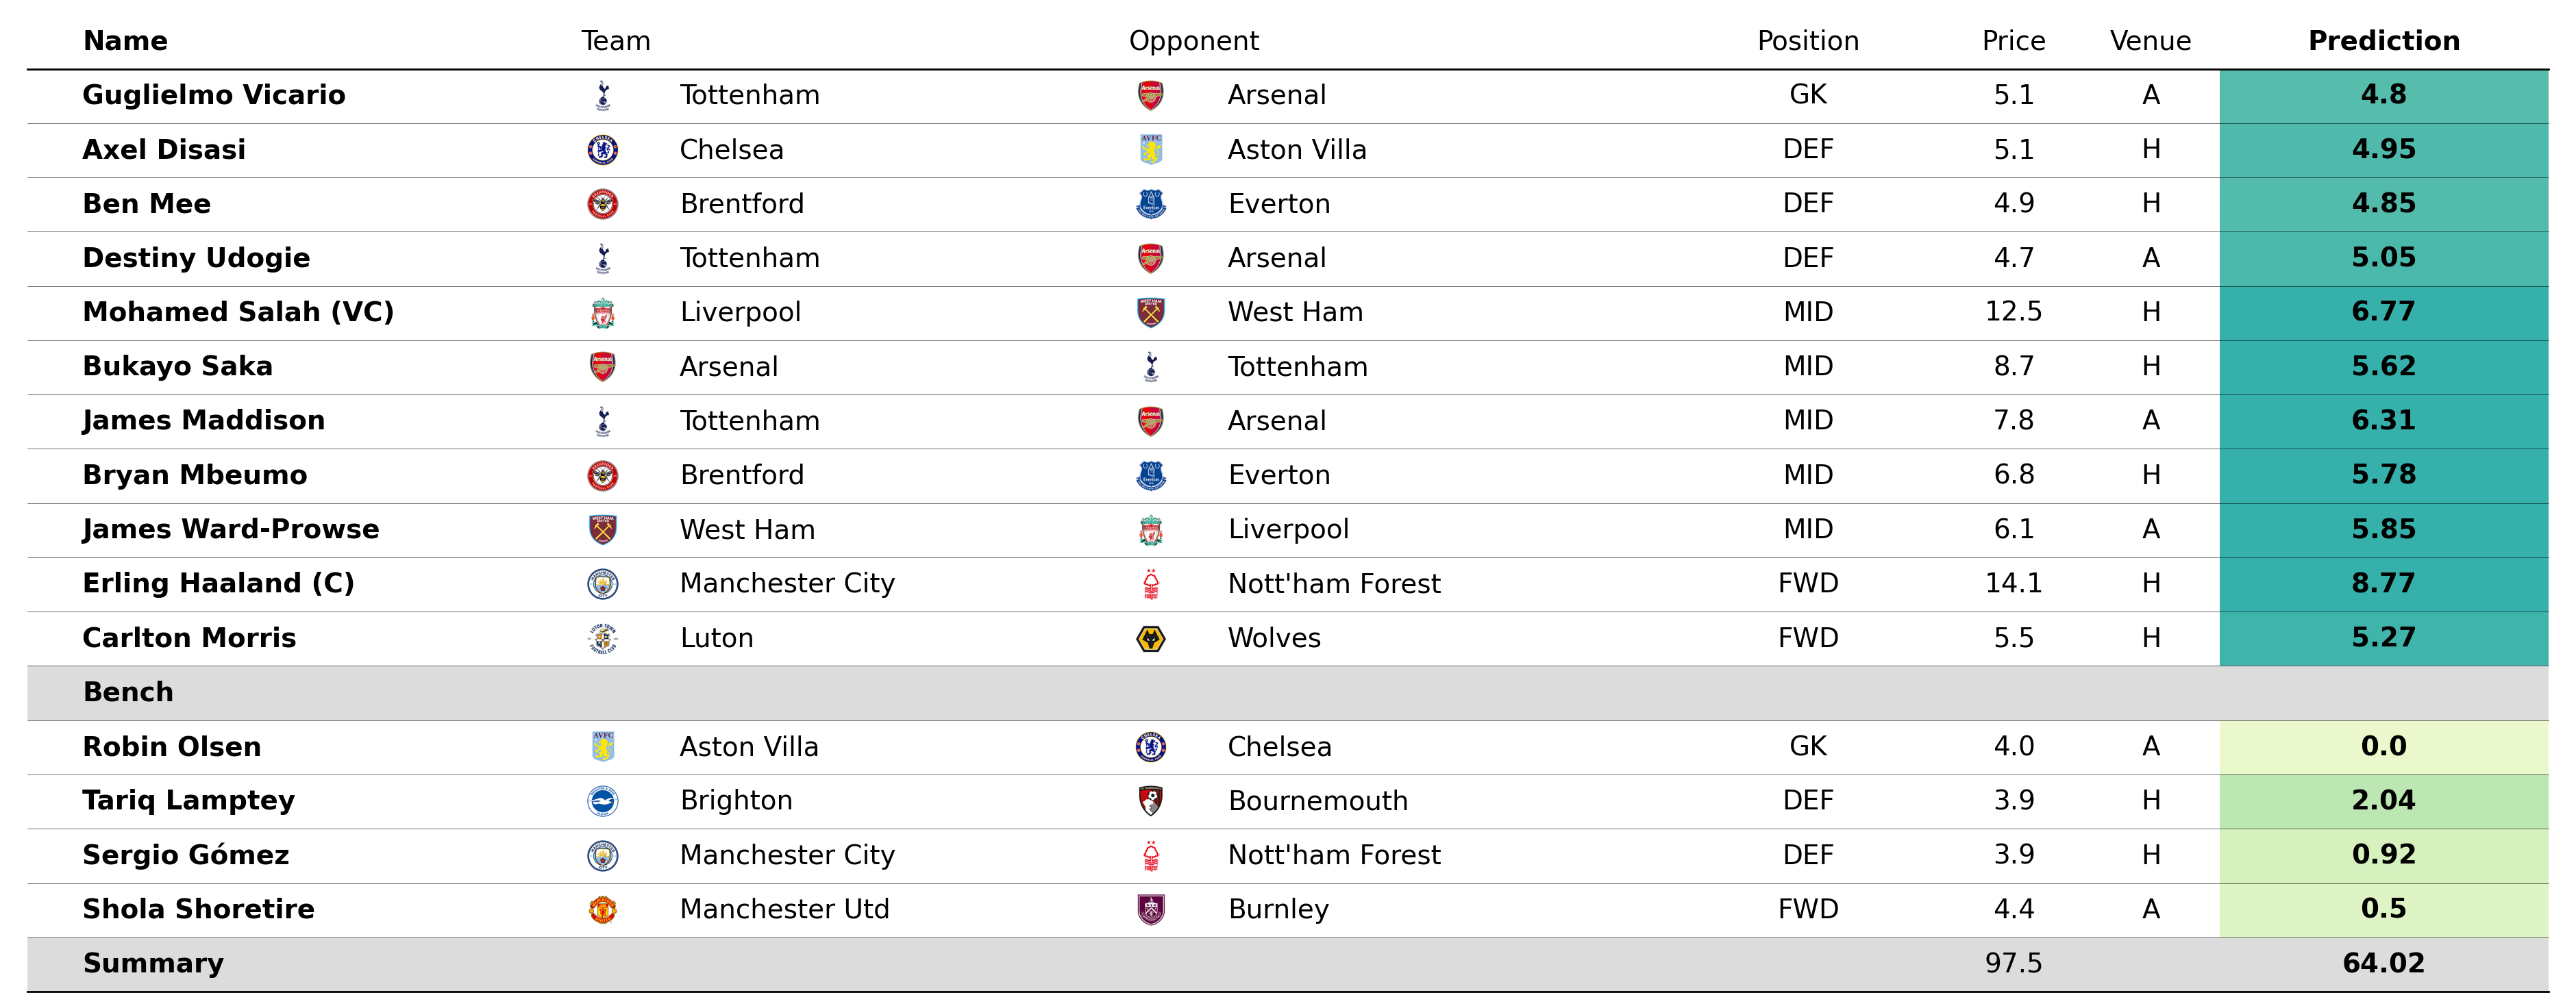 Name Team Opponent Position Price Venue Prediction
Guglielmo Vicario Tottenham Arsenal GK 5.1 A 4.8
Axel Disasi Chelsea Aston Villa DEF 5.1 H 4.95
Ben Mee Brentford Everton DEF 4.9 H 4.85
Destiny Udogie Tottenham Arsenal DEF 4.7 A 5.05
Mohamed Salah (VC) Liverpool West Ham MID 12.5 H 6.77
Bukayo Saka Arsenal Tottenham MID 8.7 H 5.62
James Maddison Tottenham Arsenal MID 7.8 A 6.31
Bryan Mbeumo Brentford Everton MID 6.8 H 5.78
James Ward-Prowse West Ham Liverpool MID 6.1 A 5.85
Erling Haaland (C) Manchester City Nott'ham Forest FWD 14.1 H 8.77
Carlton Morris Luton Wolves FWD 5.5 H 5.27
Bench
Robin Olsen Aston Villa Chelsea GK 4.0 A 0.0
Tariq Lamptey Brighton Bournemouth DEF 3.9 H 2.04
Sergio Gómez Manchester City Nott'ham Forest DEF 3.9 H 0.92
Shola Shoretire Manchester Utd Burnley FWD 4.4 A 0.5
Summary 97.5 64.02